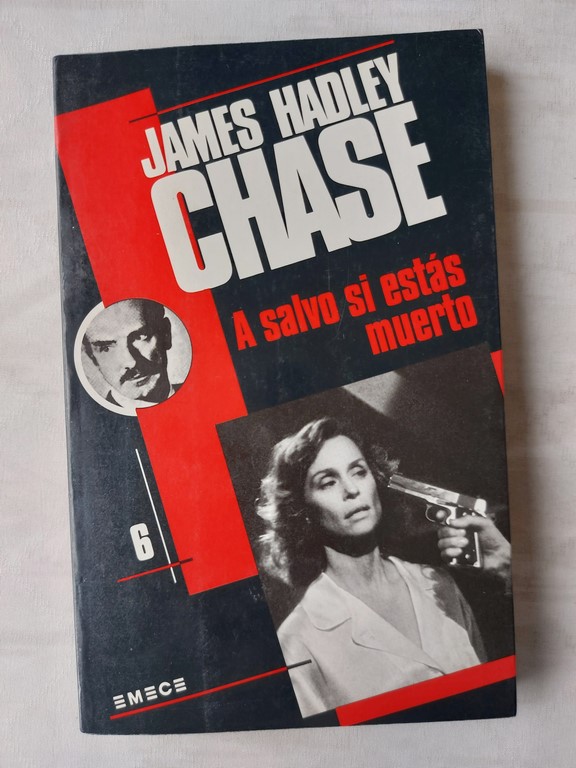 JAMES HADLEY
CHASE
A salvo si estás
muerto
6
EMECE